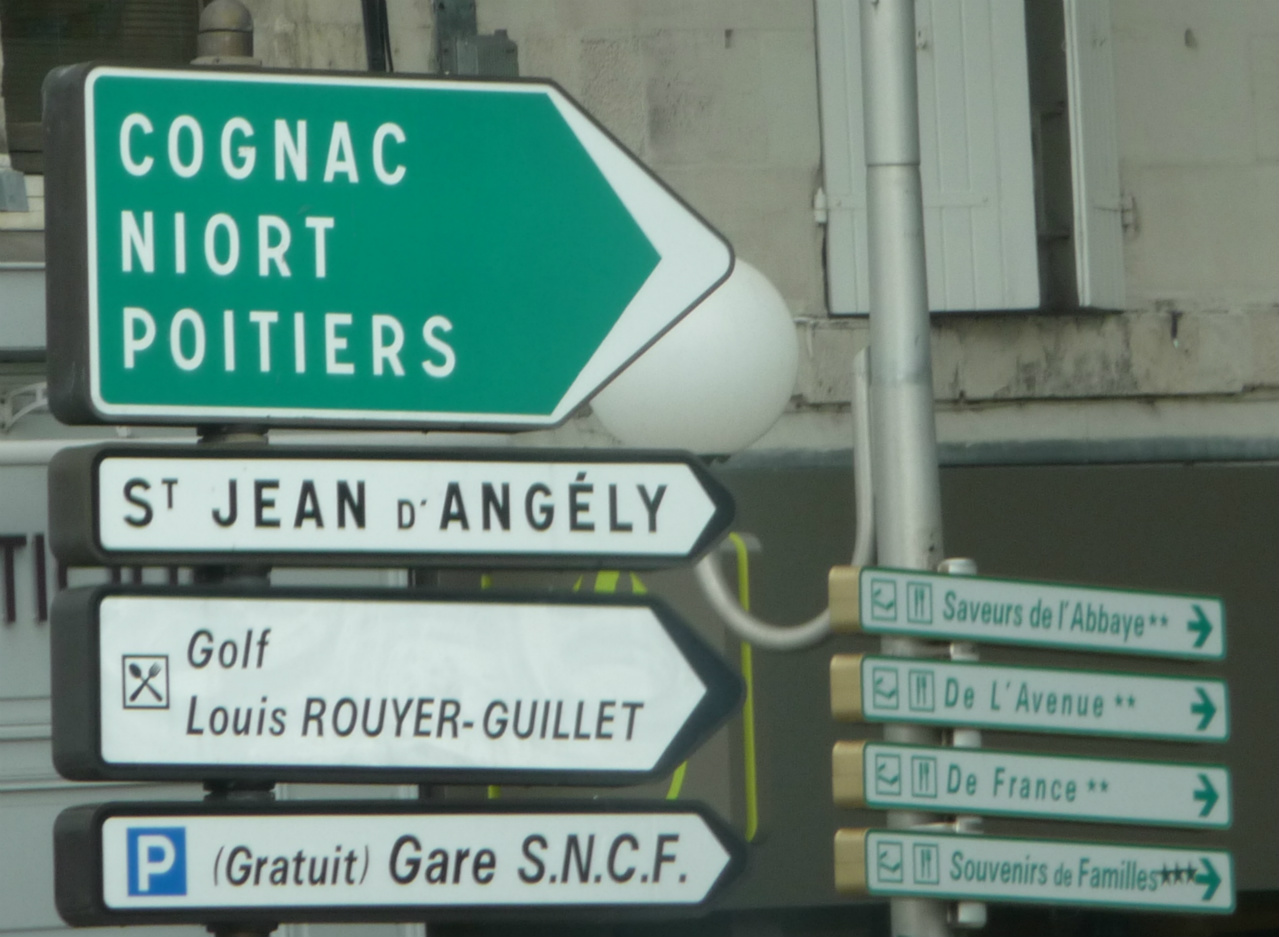 COGNAC
NIORT
POITIERS
ST JEAN D'ANGÉLY
Golf
Louis ROUYER-GUILLET
P (Gratuit) Gare S.N.C.F.
Saveurs de l'Abbaye**
De L'Avenue **
De France **
Souvenirs de Familles***